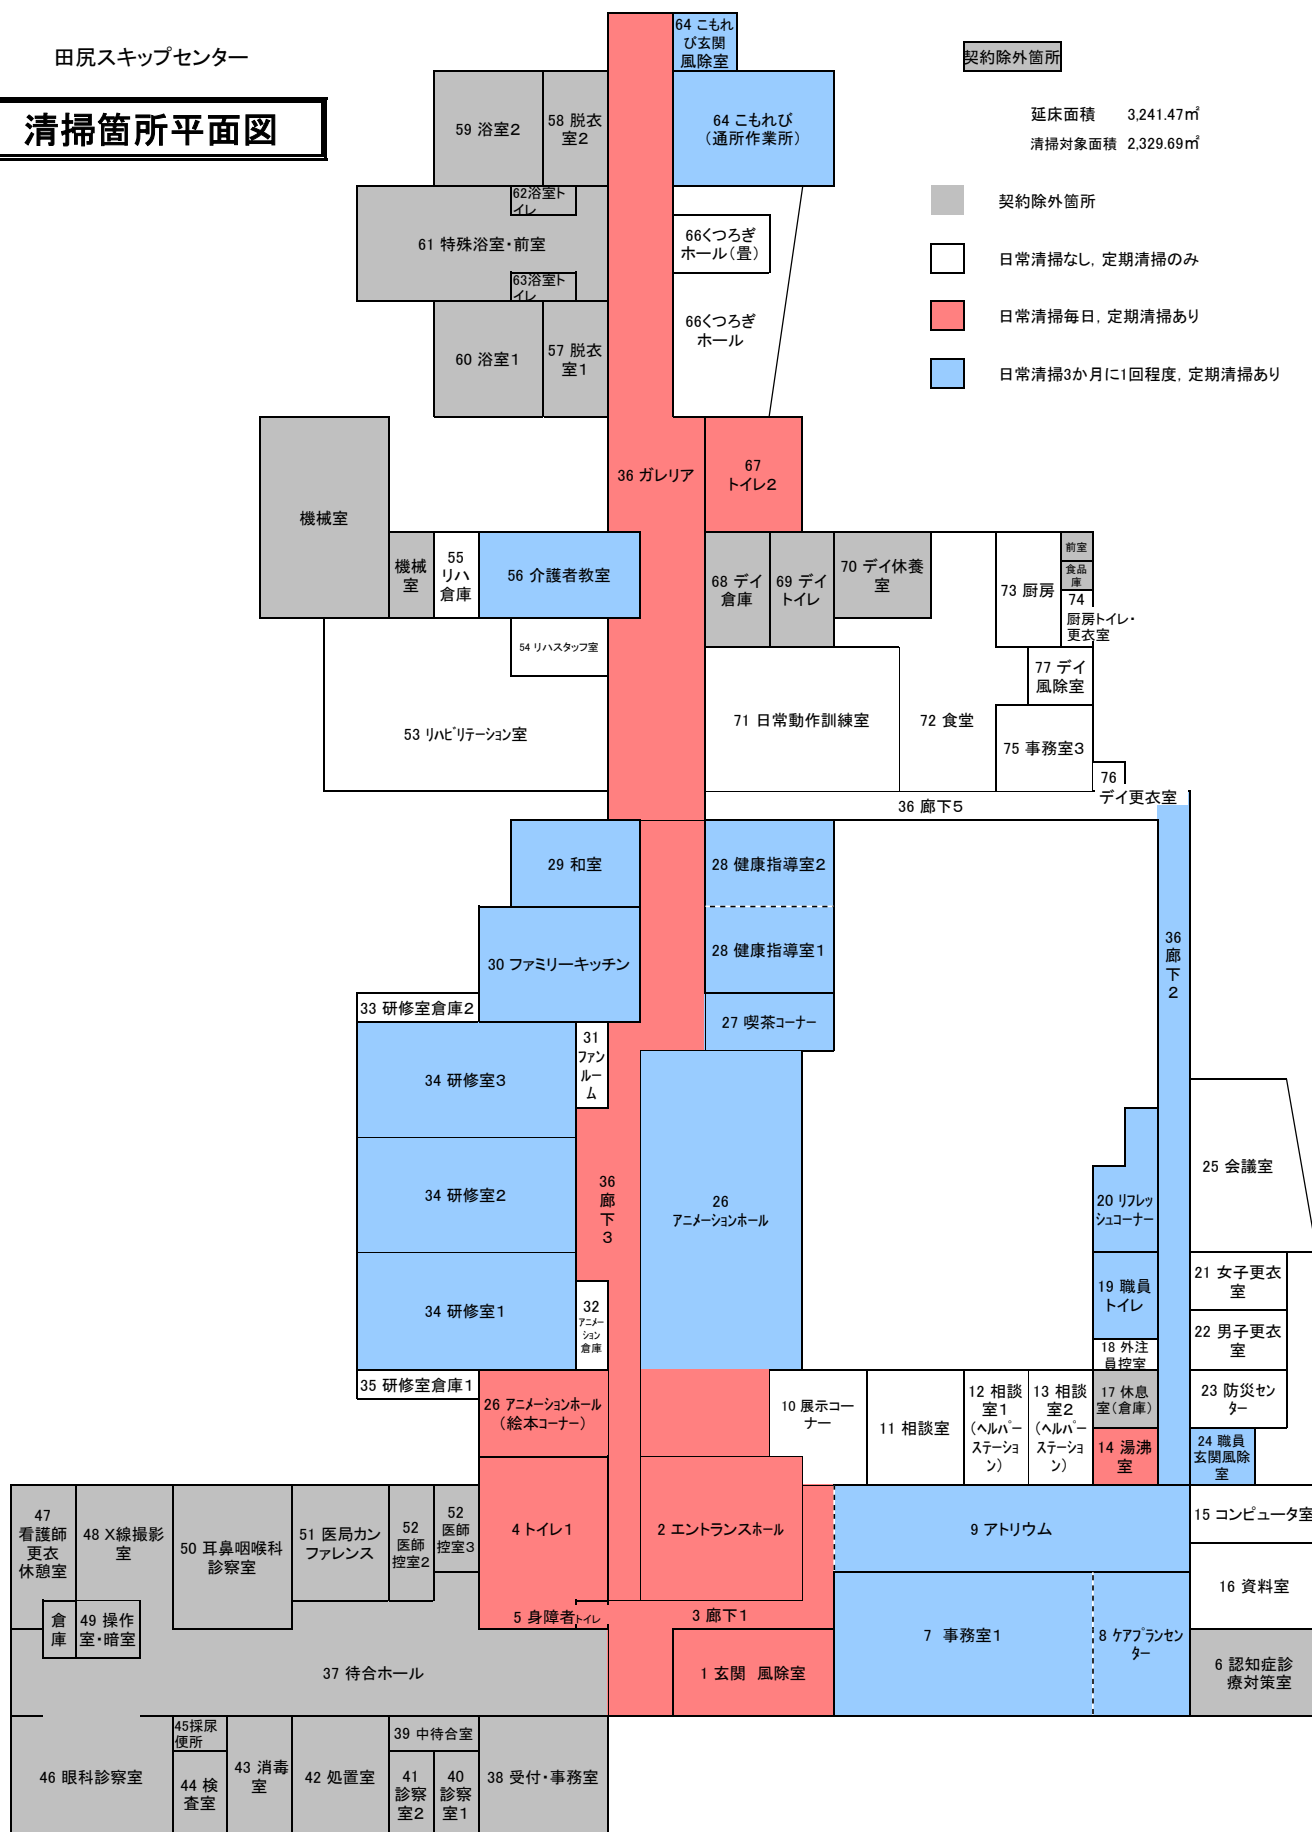 田尻スキップセンター
清掃箇所平面図
契約除外箇所
延床面積 3,241.47㎡
清掃対象面積 2,329.69㎡
契約除外箇所
日常清掃なし，定期清掃のみ
日常清掃毎日，定期清掃あり
日常清掃3か月に1回程度，定期清掃あり
64 こもれ
び玄関
風除室
59 浴室2
58 脱衣
室2
64 こもれび
（通所作業所）
62浴室ト
イレ
61 特殊浴室・前室
66くつろぎ
ホール（畳）
63浴室ト
イレ
66くつろぎ
ホール
60 浴室1
57 脱衣
室1
36 ガレリア
67
トイレ2
機械室
機械
室
55
リハ
倉庫
56 介護者教室
68 デイ
倉庫
69 デイ
トイレ
70 デイ休養
室
73 厨房
前室
食品
庫
74
厨房トイレ・
更衣室
54 リハスタッフ室
77 デイ
風除室
53 リハビリテーション室
71 日常動作訓練室
72 食堂
75 事務室3
76
デイ更衣室
36 廊下5
29 和室
28 健康指導室2
30 ファミリーキッチン
28 健康指導室1
36
廊
下
2
33 研修室倉庫2
27 喫茶コーナー
31
ファン
ルー
ム
34 研修室3
25 会議室
34 研修室2
36
廊
下
3
26
アニメーションホール
20 リフレッ
シュコーナー
34 研修室1
32
アニメー
ション
倉庫
19 職員
トイレ
21 女子更衣
室
22 男子更衣
室
18 外注
員控室
35 研修室倉庫1
26 アニメーションホール
（絵本コーナー）
10 展示コー
ナー
11 相談室
12 相談
室1
（ヘルパー
ステーショ
ン）
13 相談
室2
（ヘルパー
ステーショ
ン）
17 休息
室（倉庫）
23 防災セン
ター
14 湯沸
室
24 職員
玄関風除
室
47
看護師
更衣
休憩室
48 X線撮影
室
50 耳鼻咽喉科
診察室
51 医局カン
ファレンス
52
医師
控室2
52
医師
控室3
4 トイレ1
2 エントランスホール
9 アトリウム
15 コンピュータ室
16 資料室
倉
庫
49 操作
室・暗室
5 身障者トイレ
3 廊下1
7 事務室1
8 ケアプランセン
ター
37 待合ホール
1 玄関 風除室
6 認知症診
療対策室
46 眼科診察室
45採尿
便所
44 検
査室
43 消毒
室
42 処置室
39 中待合室
41
診察
室2
40
診察
室1
38 受付・事務室